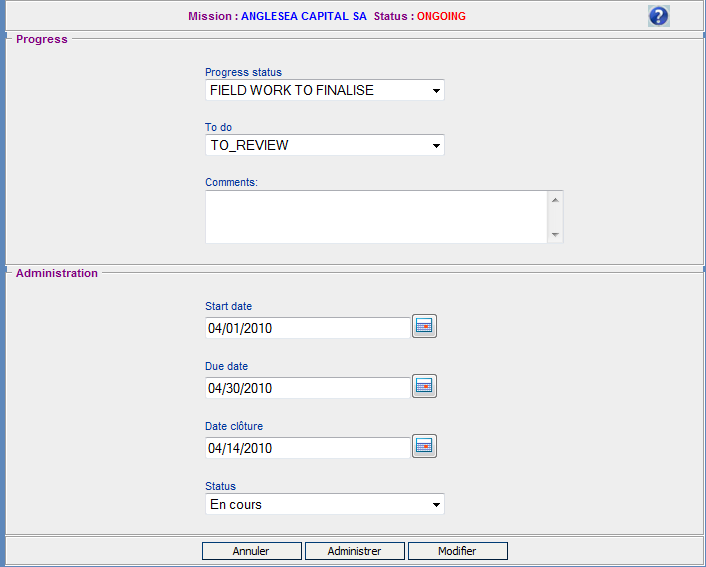 Mission : ANGLESEA CAPITAL SA Status : ONGOING
Progress
Progress status
FIELD WORK TO FINALISE
To do
TO_REVIEW
Comments:
Administration
Start date
04/01/2010
Due date
04/30/2010
Date clôture
04/14/2010
Status
En cours
Annuler Administrer Modifier